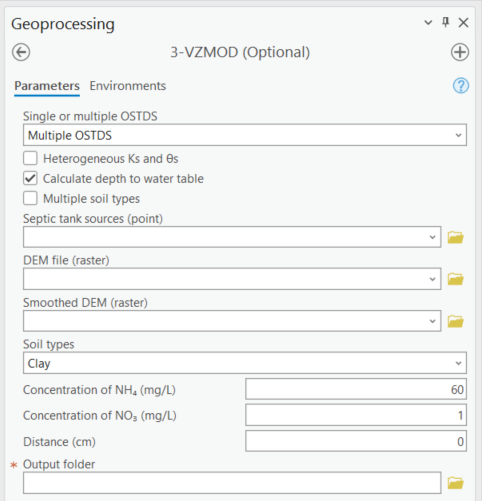 Geoprocessing
3-VZMOD (Optional)
Parameters Environments
Single or multiple OSTDS
Multiple OSTDS
Heterogeneous Ks and θs
Calculate depth to water table
Multiple soil types
Septic tank sources (point)
DEM file (raster)
Smoothed DEM (raster)
Soil types
Clay
Concentration of NH₄ (mg/L) 60
Concentration of NO₃ (mg/L) 1
Distance (cm) 0
* Output folder